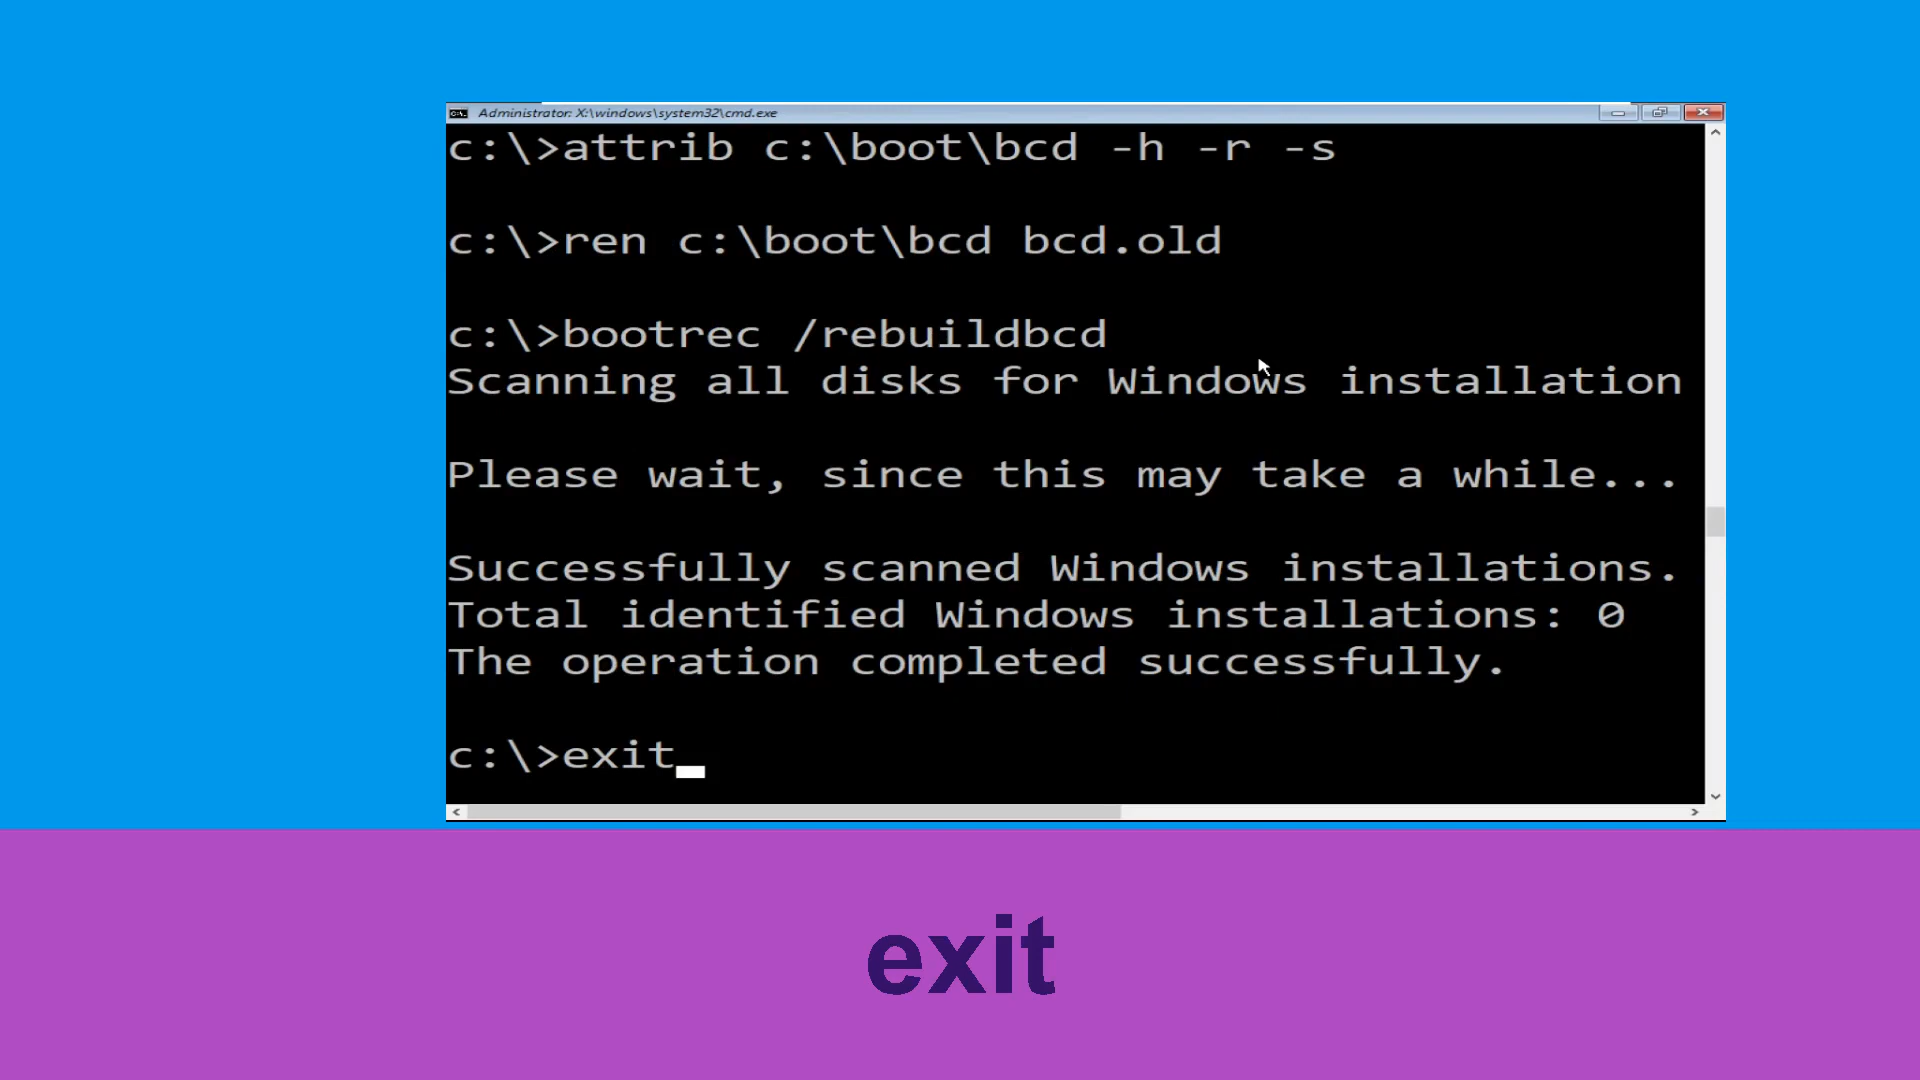 Administrator: X:\windows\system32\cmd.exe
c:\>attrib c:\boot\bcd -h -r -s
c:\>ren c:\boot\bcd bcd.old
c:\>bootrec /rebuildbcd
Scanning all disks for Windows installation
Please wait, since this may take a while...
Successfully scanned Windows installations.
Total identified Windows installations: 0
The operation completed successfully.
c:\>exit_
exit